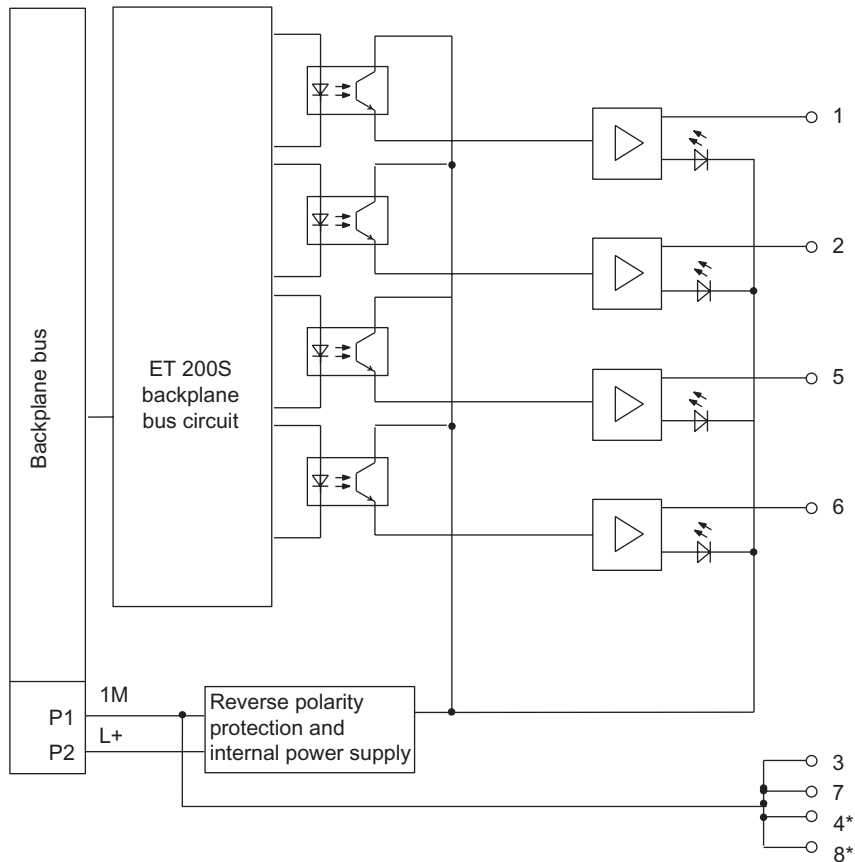 Backplane bus
ET 200S
backplane
bus circuit
1
2
5
6
P1
1M
P2
L+
Reverse polarity
protection and
internal power supply
3
7
4*
8*